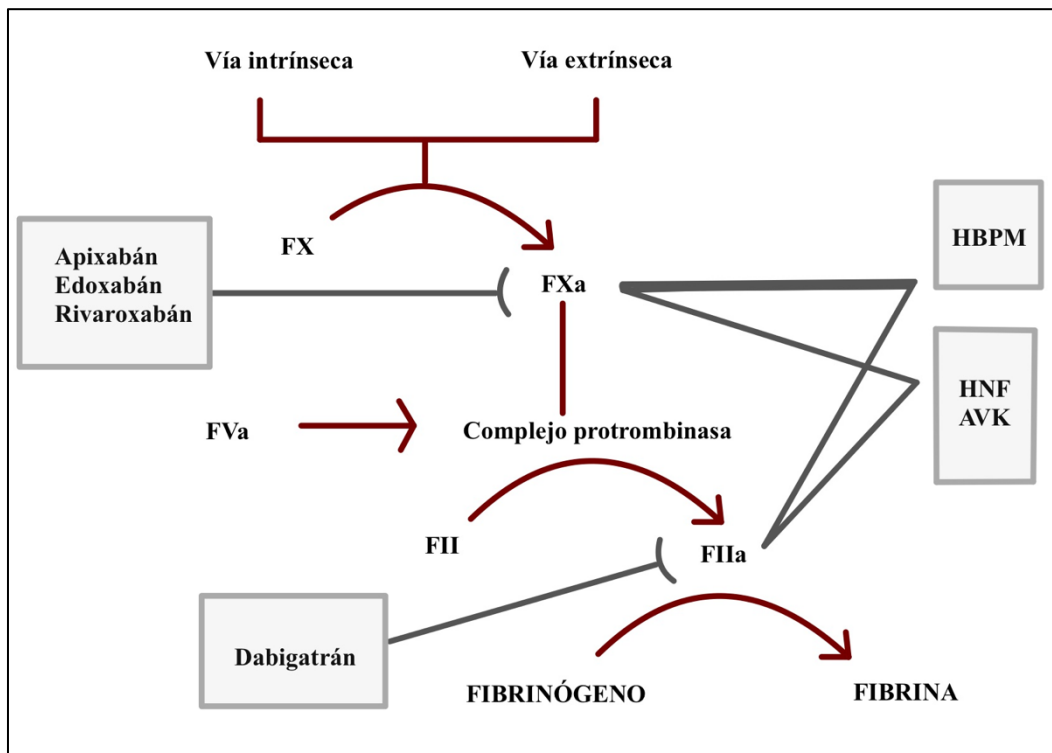 Vía intrínseca
Vía extrínseca
FX
Apixabán
Edoxabán
Rivaroxabán
FXa
HBPM
HNF
AVK
FVa
Complejo protrombinasa
FII
FIIa
Dabigatrán
FIBRINÓGENO
FIBRINA